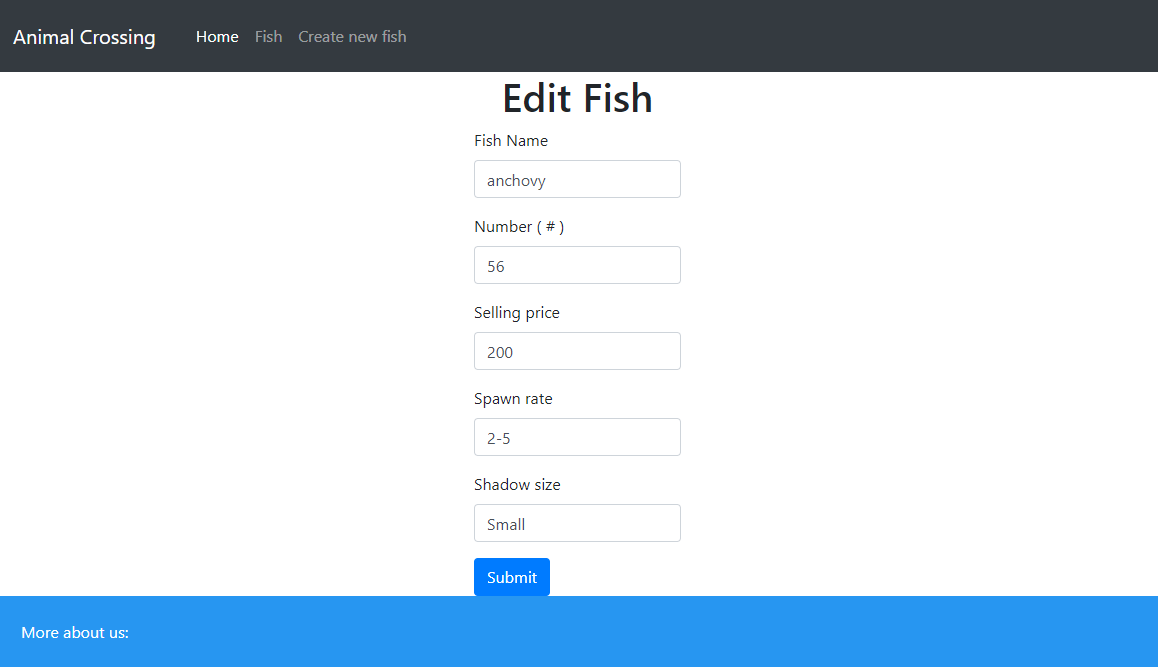 Animal Crossing Home Fish Create new fish
Edit Fish
Fish Name
anchovy
Number ( # )
56
Selling price
200
Spawn rate
2-5
Shadow size
Small
Submit
More about us: